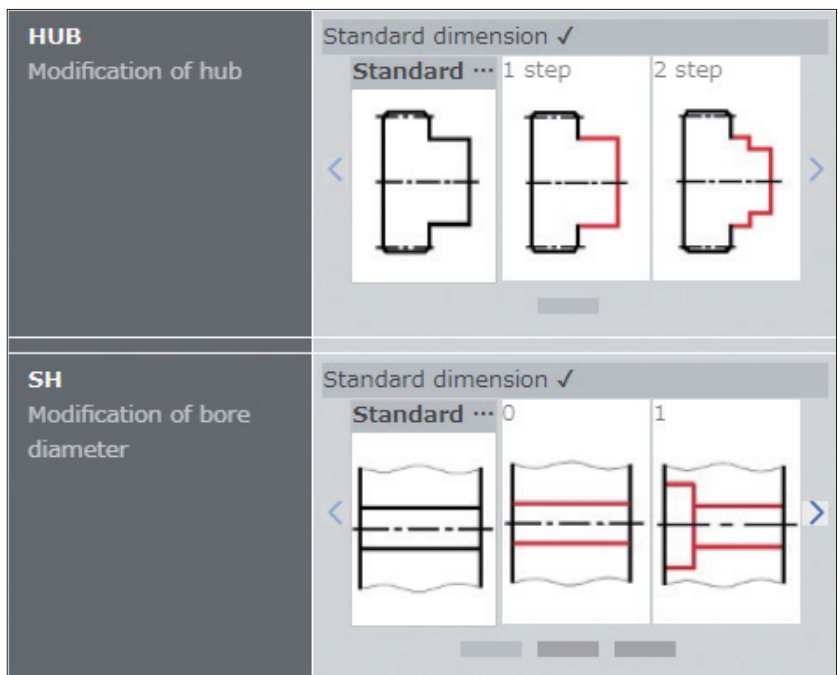 HUB
Modification of hub
Standard dimension ✓
Standard ··· 1 step 2 step
SH
Modification of bore
diameter
Standard dimension ✓
Standard ··· 0 1